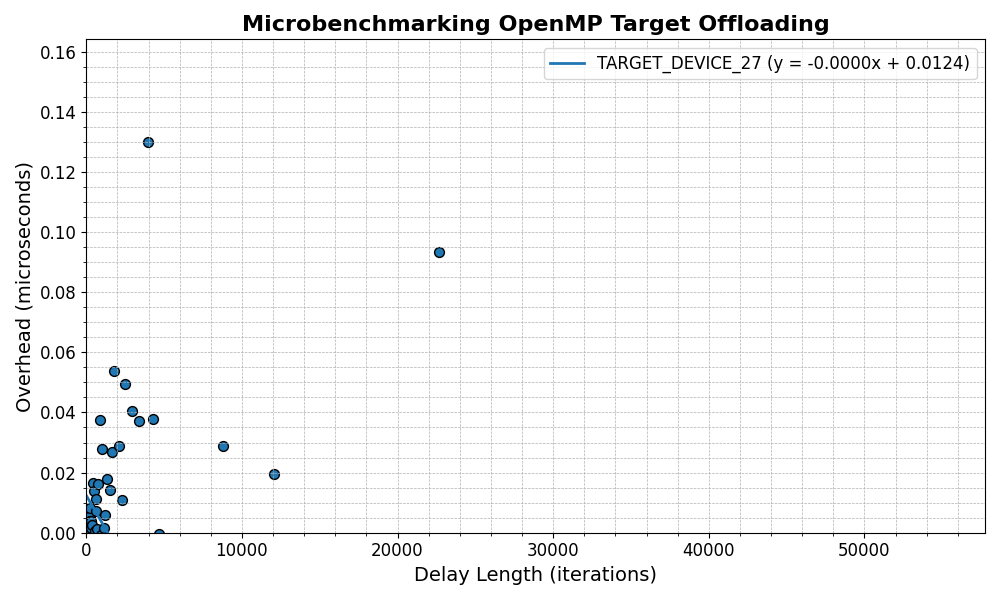 Microbenchmarking OpenMP Target Offloading
TARGET_DEVICE_27 (y = -0.0000x + 0.0124)
Overhead (microseconds)
0.16
0.14
0.12
0.10
0.08
0.06
0.04
0.02
0.00
0 10000 20000 30000 40000 50000
Delay Length (iterations)